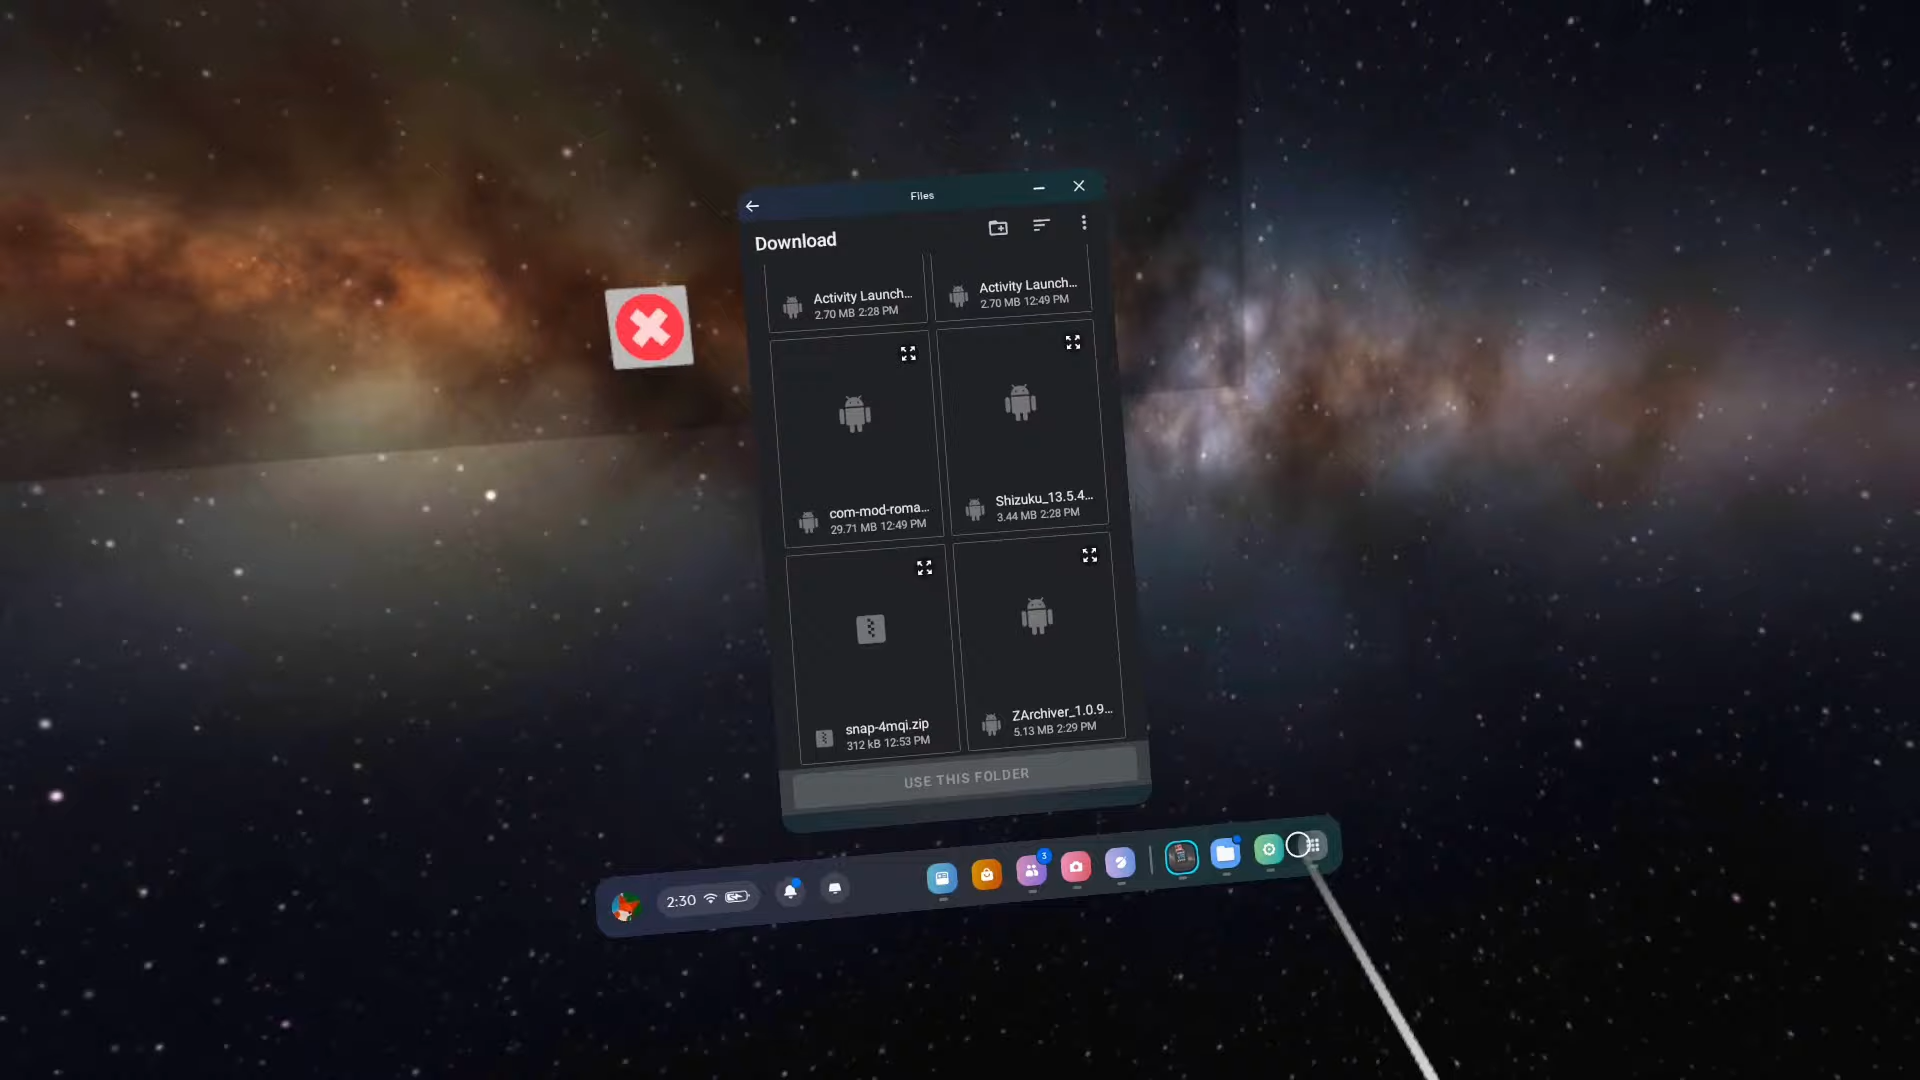 Files
Download
Activity Launch...
2.70 MB 2:28 PM
Activity Launch...
2.70 MB 12:49 PM
com-mod-roma...
29.71 MB 12:49 PM
Shizuku_13.5.4...
3.44 MB 2:28 PM
snap-4mqi.zip
312 kB 12:53 PM
ZArchiver_1.0.9...
5.13 MB 2:29 PM
USE THIS FOLDER
2:30
3